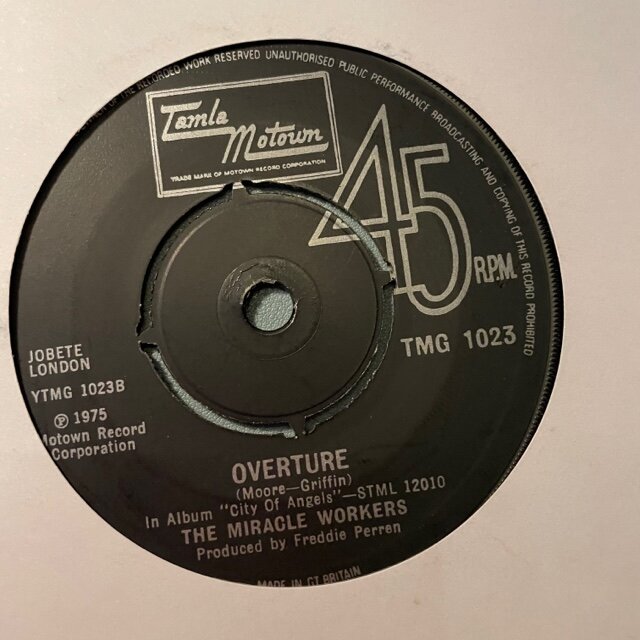 OF THE RECORDED WORK RESERVED UNAUTHORISED PUBLIC PERFORMANCE BROADCASTING AND COPYING OF THIS RECORD PROHIBITED
Tamla
Motown
TRADE MARK OF MOTOWN RECORD CORPORATION
45
R.P.M.
TMG 1023
JOBETE
LONDON
YTMG 1023B
℗ 1975
Motown Record
Corporation
OVERTURE
(Moore—Griffin)
In Album "City Of Angels"—STML 12010
THE MIRACLE WORKERS
Produced by Freddie Perren
MADE IN GT BRITAIN